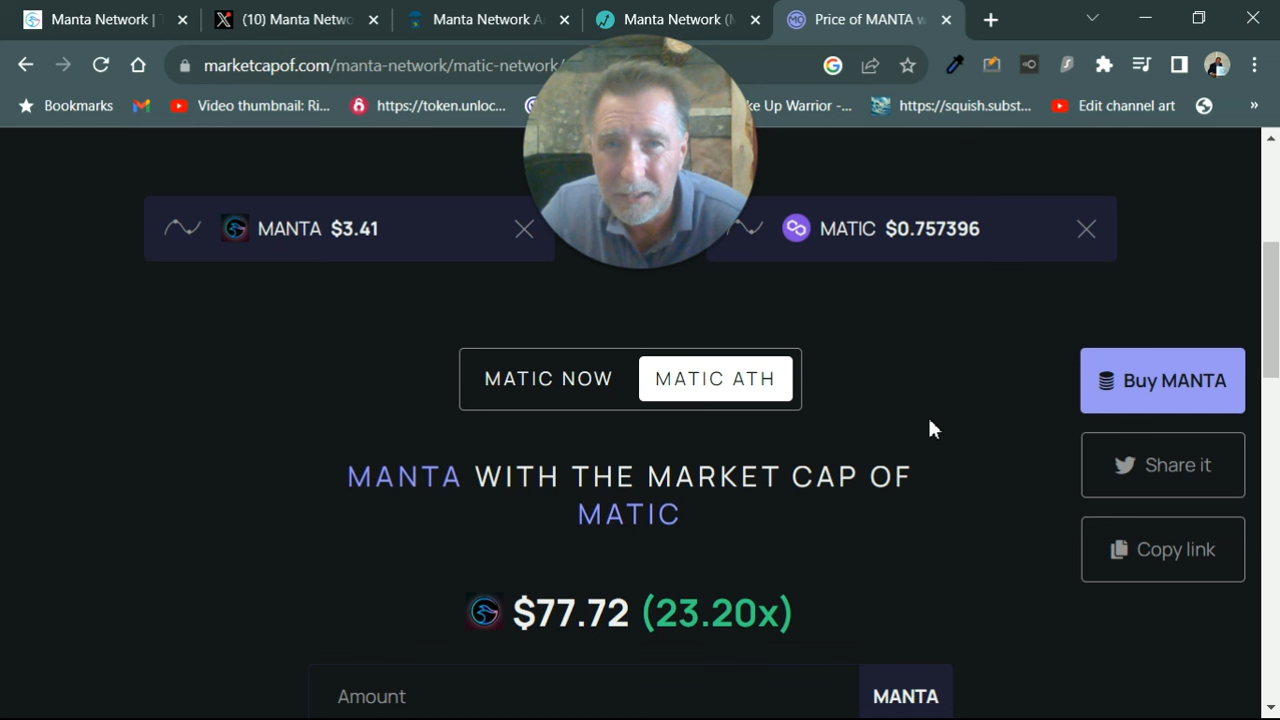 Manta Network | T
(10) Manta Netwo
Manta Network A
Manta Network (M
Price of MANTA w
marketcapof.com/manta-network/matic-network/
Bookmarks
Video thumbnail: Ri...
https://token.unloc...
ke Up Warrior -...
https://squish.subst...
Edit channel art
»
MANTA $3.41
MATIC $0.757396
MATIC NOW
MATIC ATH
Buy MANTA
Share it
Copy link
MANTA WITH THE MARKET CAP OF
MATIC
$77.72 (23.20x)
Amount
MANTA